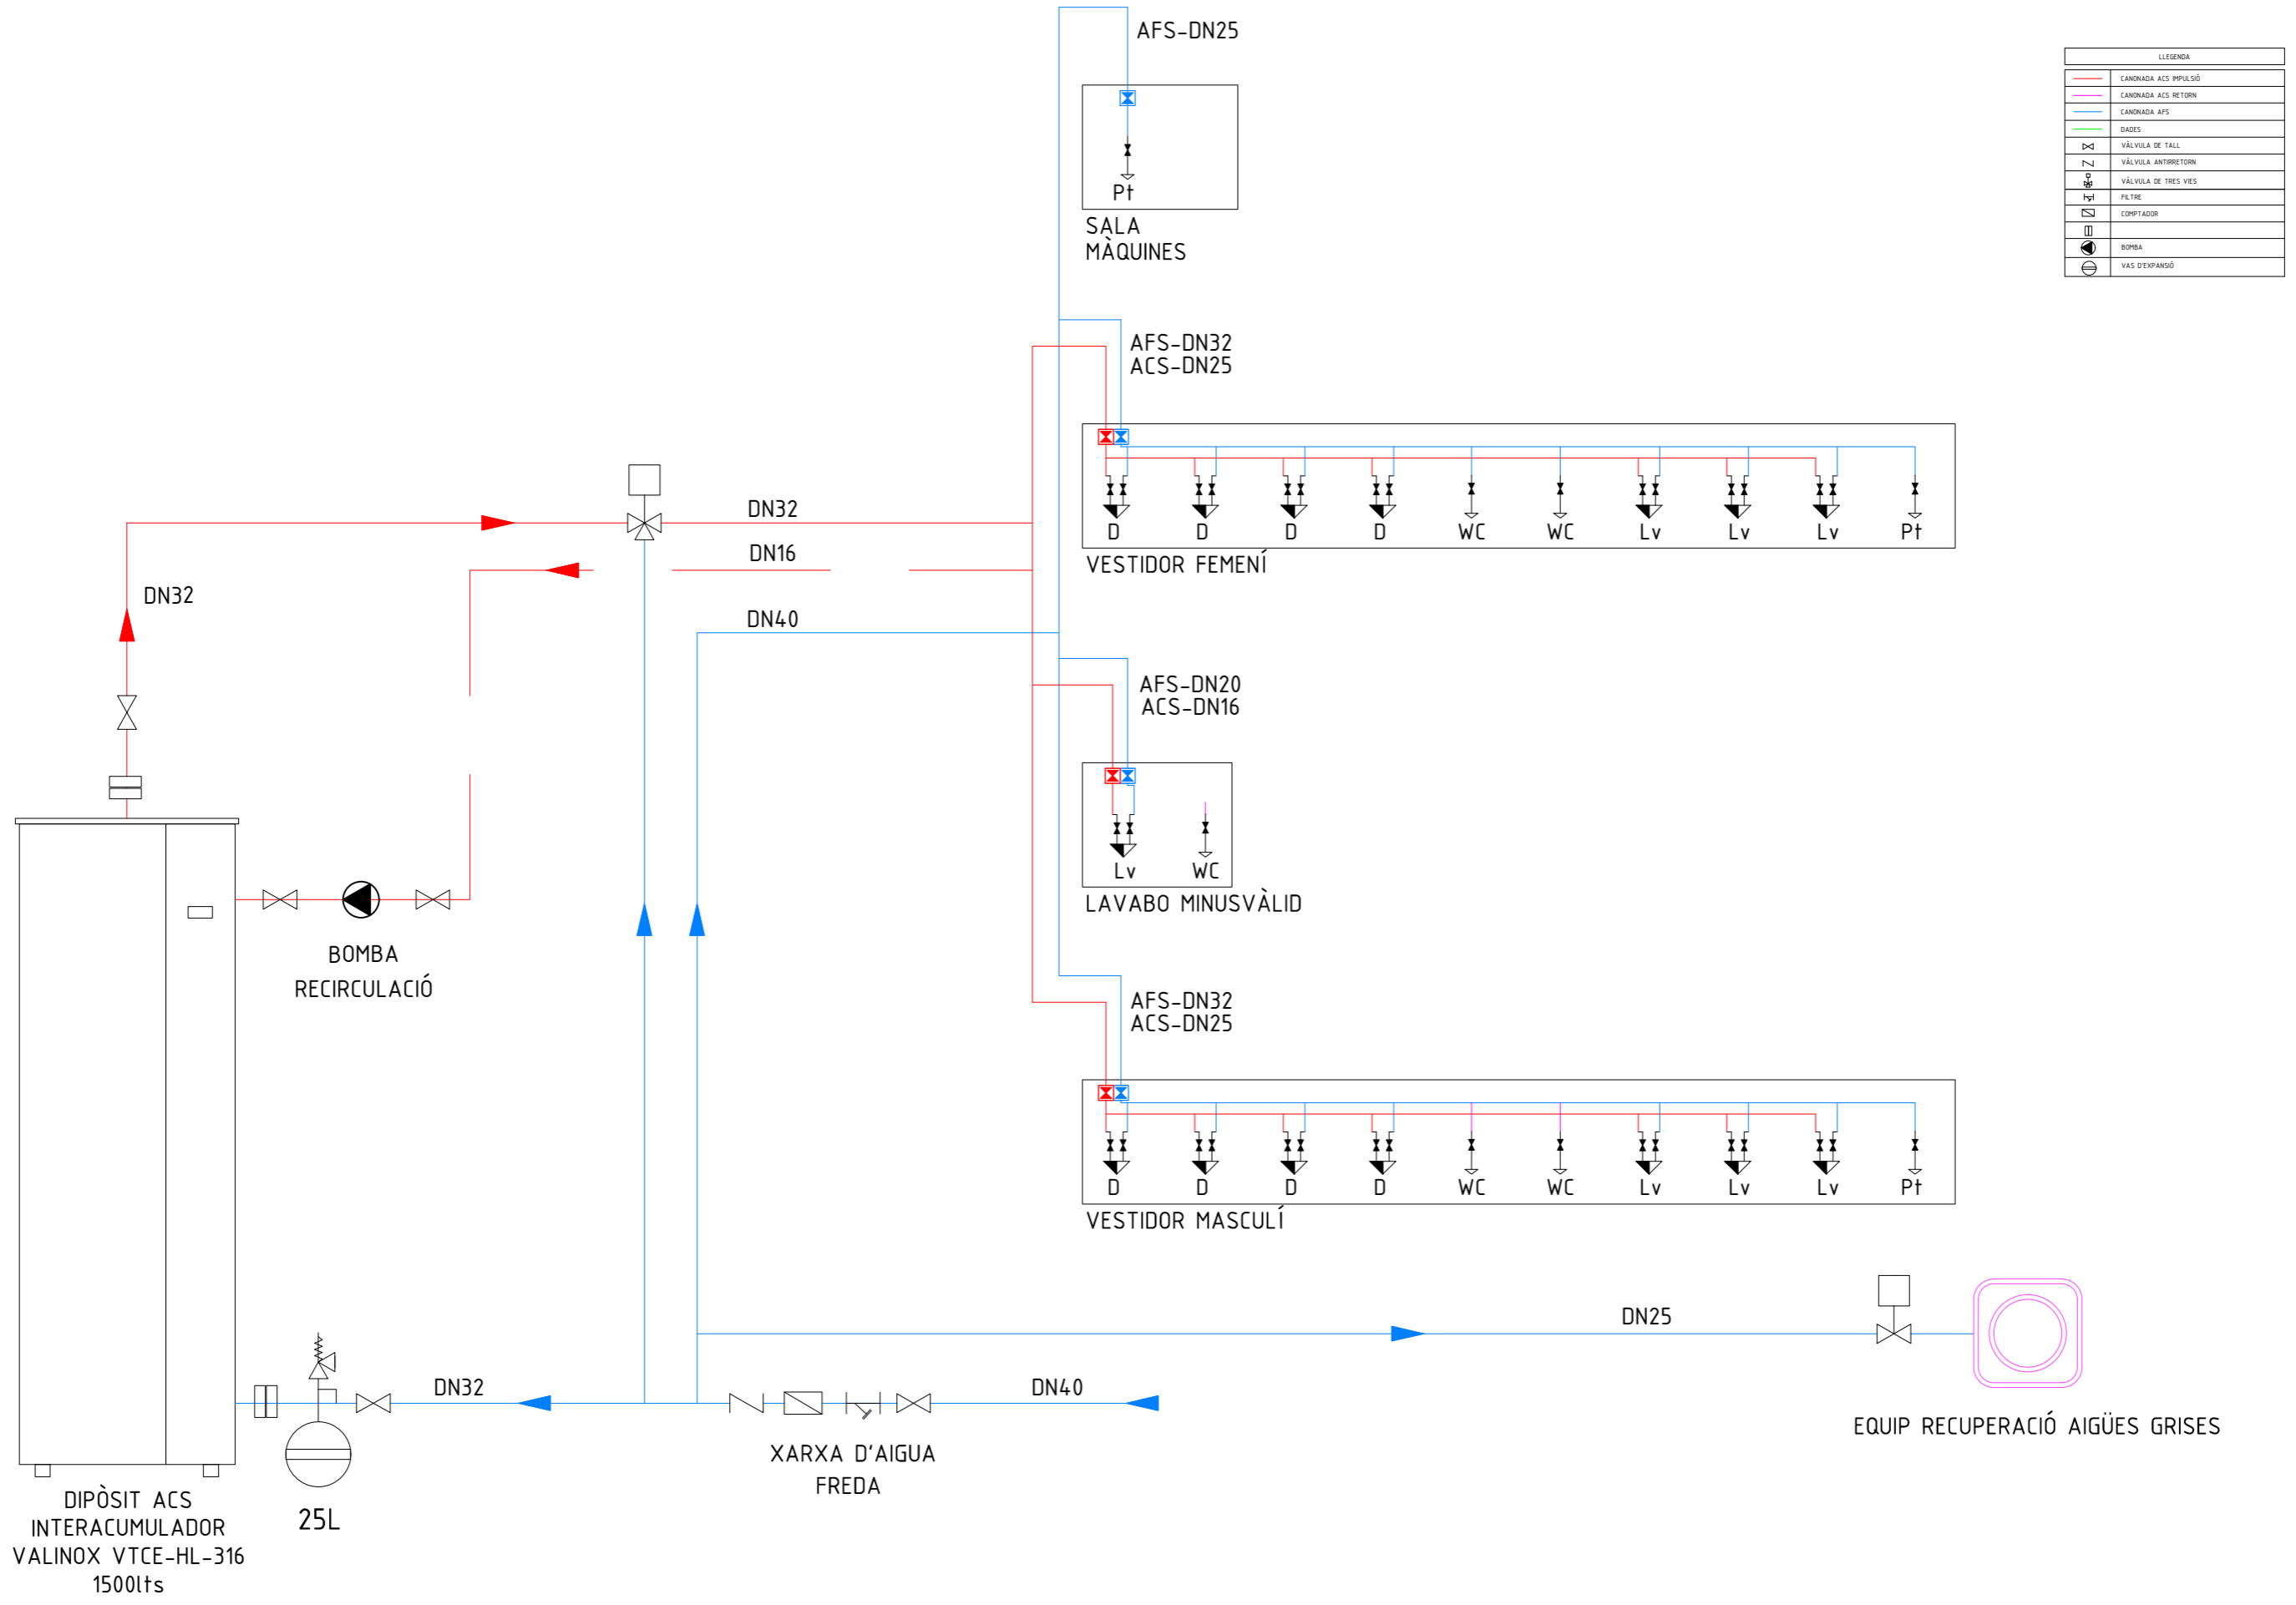 AFS-DN25
LLEGENDA
CANONADA ACS IMPULSIÓ
CANONADA ACS RETORN
CANONADA AFS
DADES
VÀLVULA DE TALL
VÀLVULA ANTIRRETORN
VÀLVULA DE TRES VIES
FILTRE
COMPTADOR
BOMBA
VAS D'EXPANSIÓ
Pt
SALA
MÀQUINES
AFS-DN32
ACS-DN25
D D D D WC WC Lv Lv Lv Pt
VESTIDOR FEMENÍ
DN32
DN16
DN32
DN40
AFS-DN20
ACS-DN16
Lv WC
LAVABO MINUSVÀLID
BOMBA
RECIRCULACIÓ
AFS-DN32
ACS-DN25
D D D D WC WC Lv Lv Lv Pt
VESTIDOR MASCULÍ
DN25
DN32
DN40
EQUIP RECUPERACIÓ AIGÜES GRISES
XARXA D'AIGUA
FREDA
25L
DIPÒSIT ACS
INTERACUMULADOR
VALINOX VTCE-HL-316
1500lts